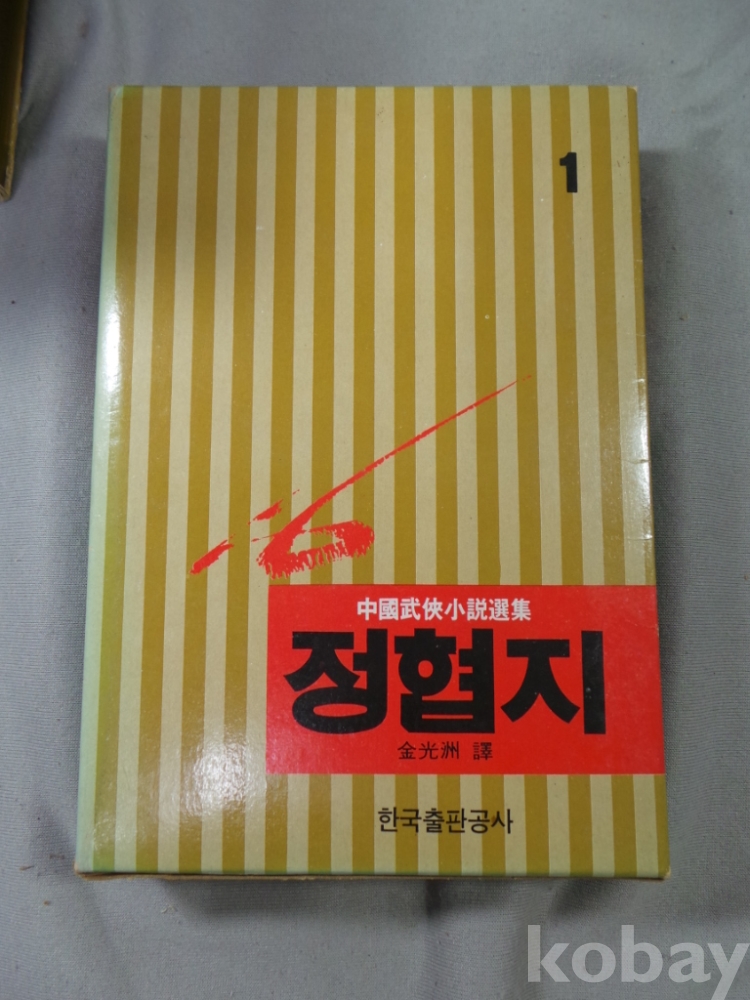 1
中國武俠小説選集
정협지
金光洲 譯
한국출판공사
kobay